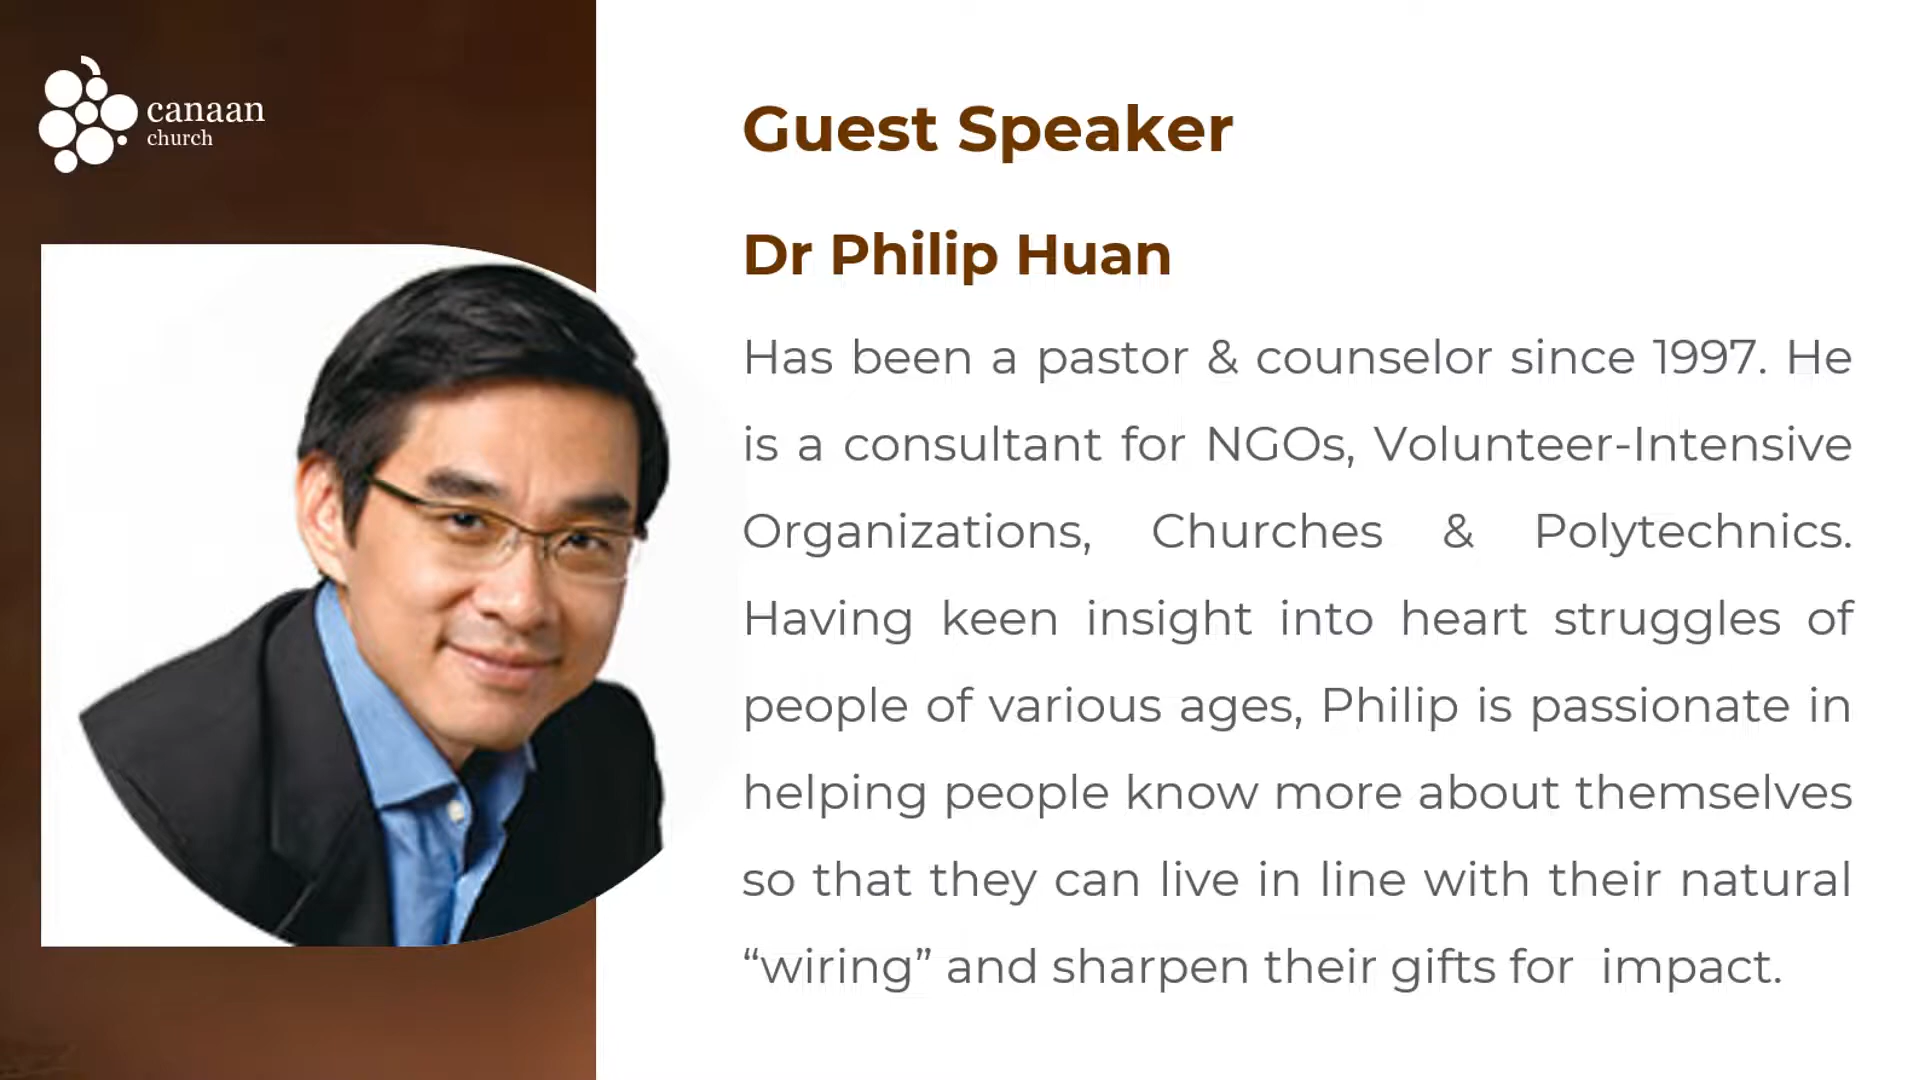 canaan
church
Guest Speaker
Dr Philip Huan
Has been a pastor & counselor since 1997. He
is a consultant for NGOs, Volunteer-Intensive
Organizations, Churches & Polytechnics.
Having keen insight into heart struggles of
people of various ages, Philip is passionate in
helping people know more about themselves
so that they can live in line with their natural
“wiring” and sharpen their gifts for impact.